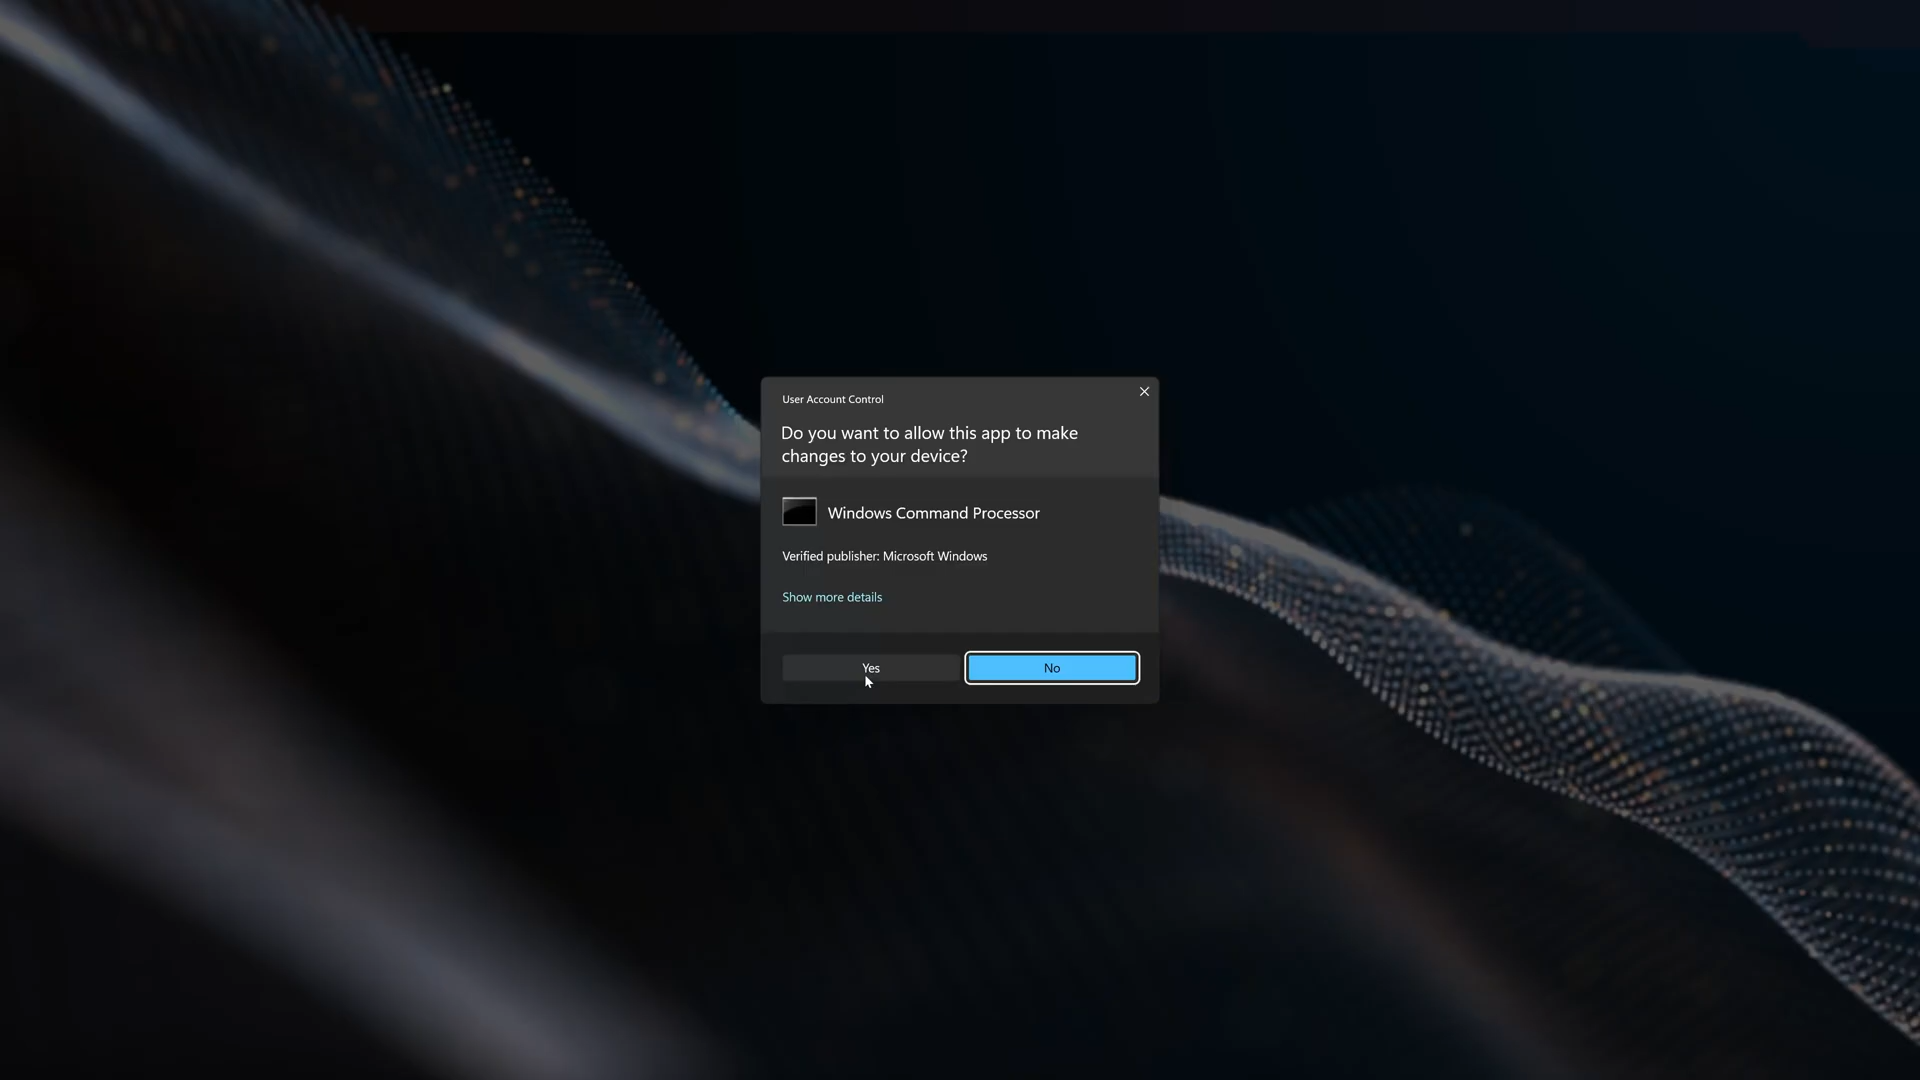 User Account Control
Do you want to allow this app to make
changes to your device?
Windows Command Processor
Verified publisher: Microsoft Windows
Show more details
Yes
No